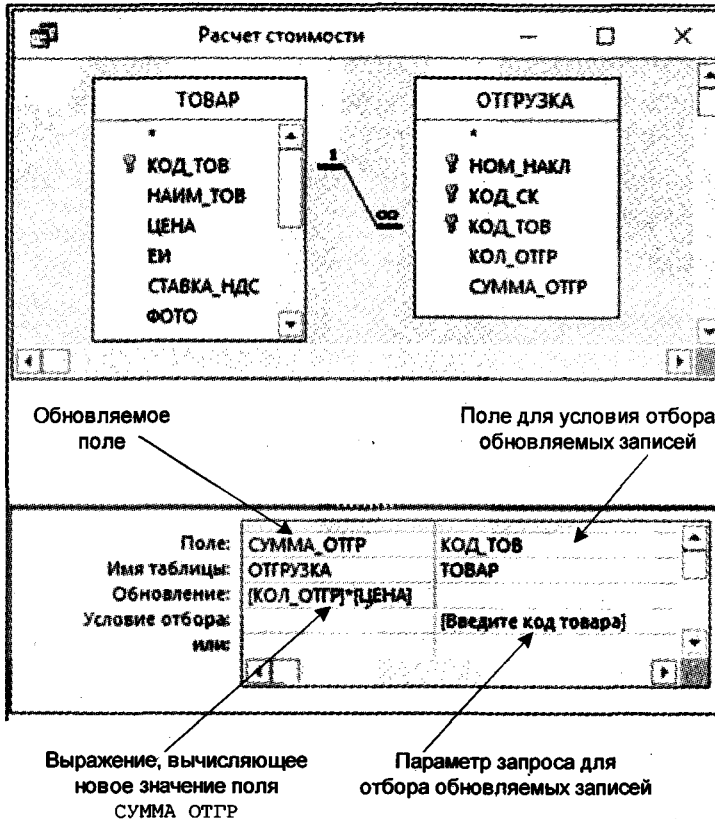 Расчет стоимости
ТОВАР
*
КОД_ТОВ
НАИМ_ТОВ
ЦЕНА
ЕИ
СТАВКА_НДС
ФОТО
1
∞
ОТГРУЗКА
*
НОМ_НАКЛ
КОД_СК
КОД_ТОВ
КОЛ_ОТГР
СУММА_ОТГР
Обновляемое
поле
Поле для условия отбора
обновляемых записей
Поле: СУММА_ОТГР КОД_ТОВ
Имя таблицы: ОТГРУЗКА ТОВАР
Обновление: [КОЛ_ОТГР]*[ЦЕНА]
Условие отбора: [Введите код товара]
или:
Выражение, вычисляющее
новое значение поля
СУММА ОТГР
Параметр запроса для
отбора обновляемых записей